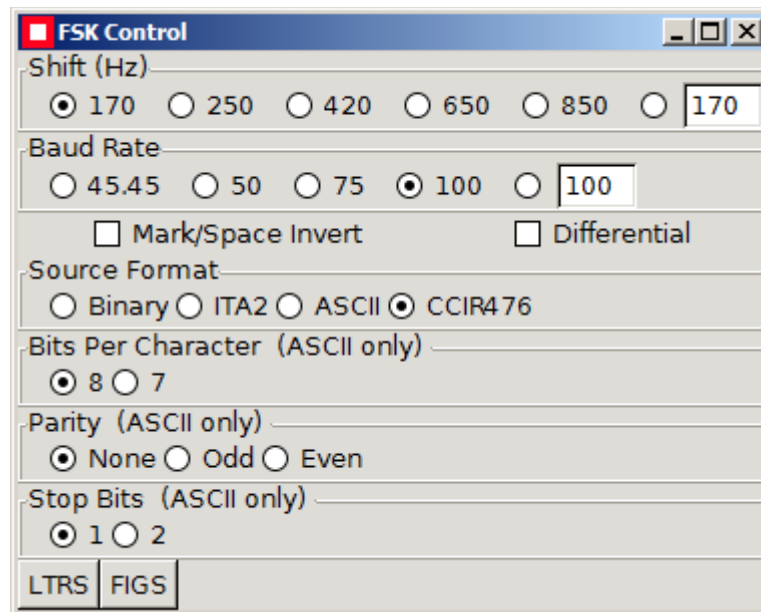 FSK Control
Shift (Hz)
170 250 420 650 850 170
Baud Rate
45.45 50 75 100 100
Mark/Space Invert Differential
Source Format
Binary ITA2 ASCII CCIR476
Bits Per Character (ASCII only)
8 7
Parity (ASCII only)
None Odd Even
Stop Bits (ASCII only)
1 2
LTRS FIGS